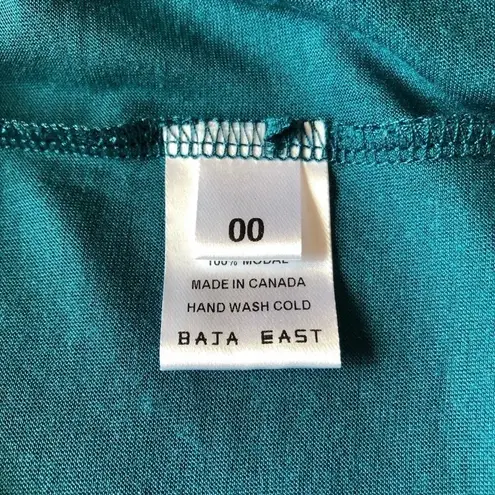 00
100% MODAL
MADE IN CANADA
HAND WASH COLD
BAJA EAST